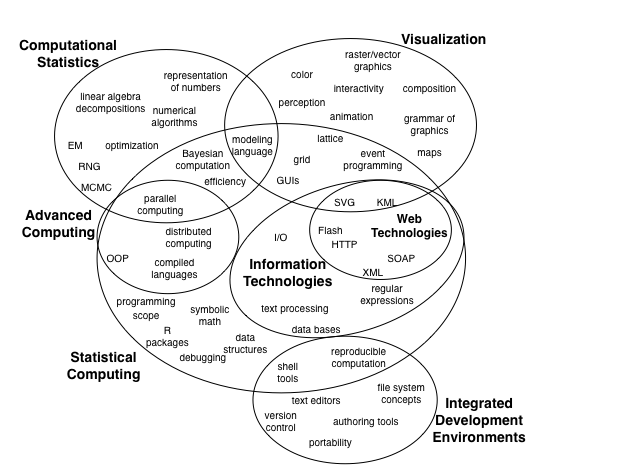 Computational
Statistics
Visualization
raster/vector
graphics
representation
of numbers
color
interactivity
composition
linear algebra
decompositions
perception
numerical
algorithms
animation
grammar of
graphics
EM
optimization
modeling
language
lattice
Bayesian
computation
grid
event
programming
maps
RNG
efficiency
GUIs
MCMC
parallel
computing
SVG
KML
Advanced
Computing
Web
Technologies
distributed
computing
I/O
Flash
HTTP
OOP
compiled
languages
Information
Technologies
SOAP
XML
regular
expressions
programming
scope
symbolic
math
text processing
R
packages
data bases
debugging
data
structures
Statistical
Computing
reproducible
computation
shell
tools
file system
concepts
text editors
Integrated
Development
Environments
version
control
authoring tools
portability